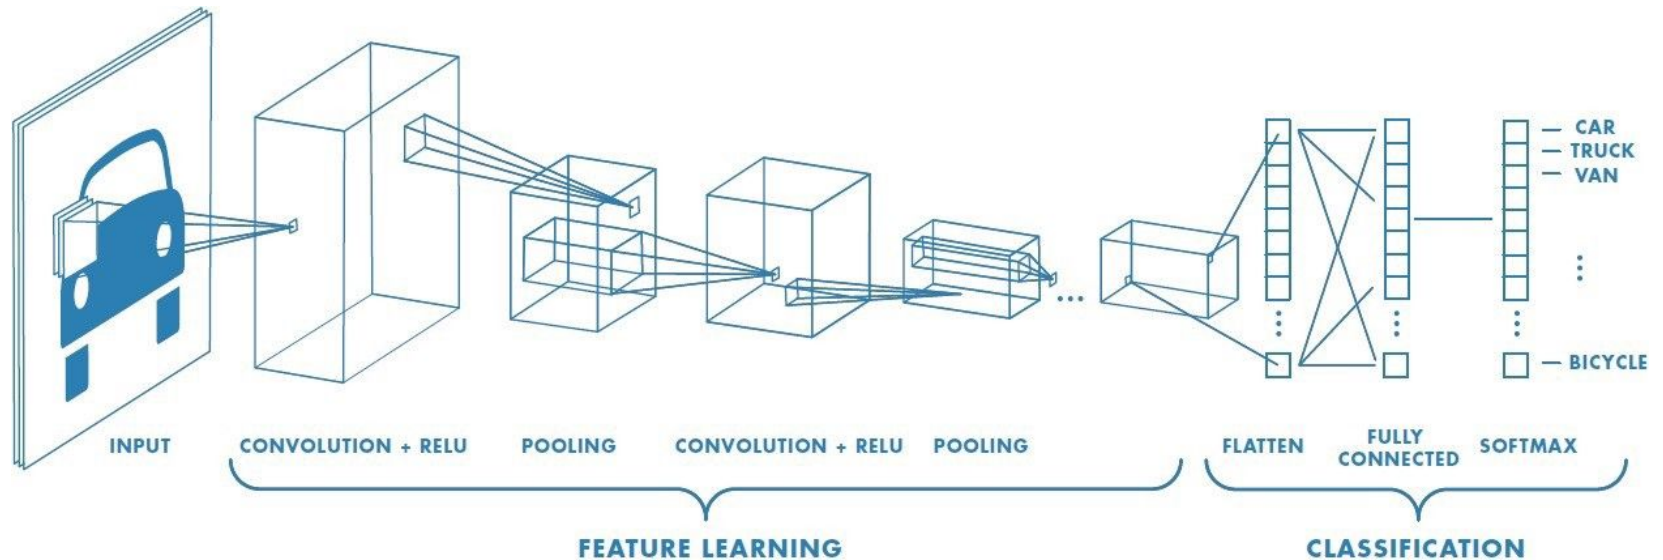 CAR
TRUCK
VAN
BICYCLE
INPUT
CONVOLUTION + RELU
POOLING
CONVOLUTION + RELU
POOLING
FLATTEN
FULLY
CONNECTED
SOFTMAX
FEATURE LEARNING
CLASSIFICATION